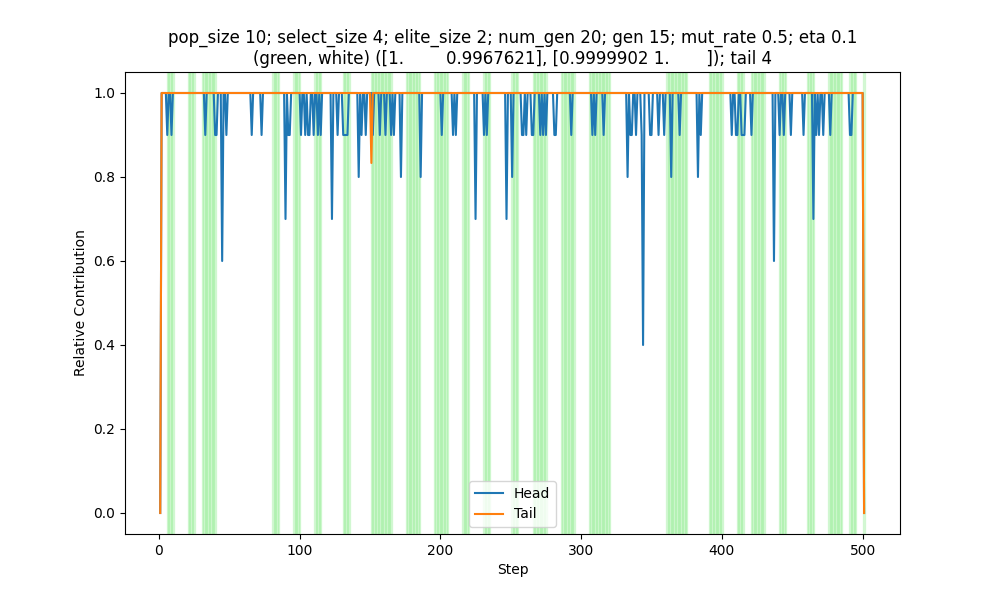 pop_size 10; select_size 4; elite_size 2; num_gen 20; gen 15; mut_rate 0.5; eta 0.1
(green, white) ([1.        0.9967621], [0.9999902 1.       ]); tail 4
1.0
0.8
0.6
0.4
0.2
0.0
Relative Contribution
Head
Tail
0
100
200
300
400
500
Step